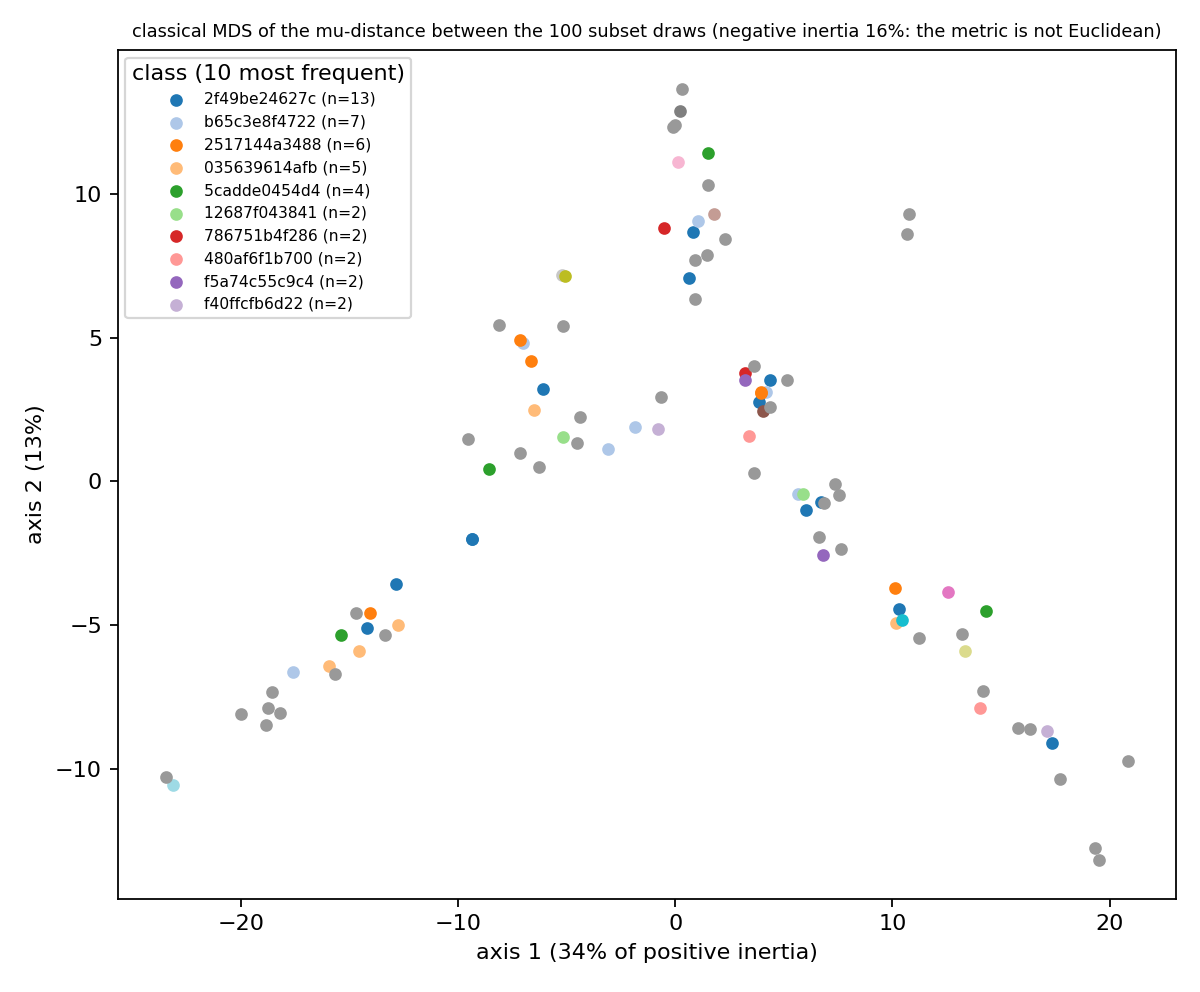 classical MDS of the mu-distance between the 100 subset draws (negative inertia 16%: the metric is not Euclidean)
class (10 most frequent)
2f49be24627c (n=13)
b65c3e8f4722 (n=7)
2517144a3488 (n=6)
035639614afb (n=5)
5cadde0454d4 (n=4)
12687f043841 (n=2)
786751b4f286 (n=2)
480af6f1b700 (n=2)
f5a74c55c9c4 (n=2)
f40ffcfb6d22 (n=2)
10
5
0
−5
−10
axis 2 (13%)
−20
−10
0
10
20
axis 1 (34% of positive inertia)